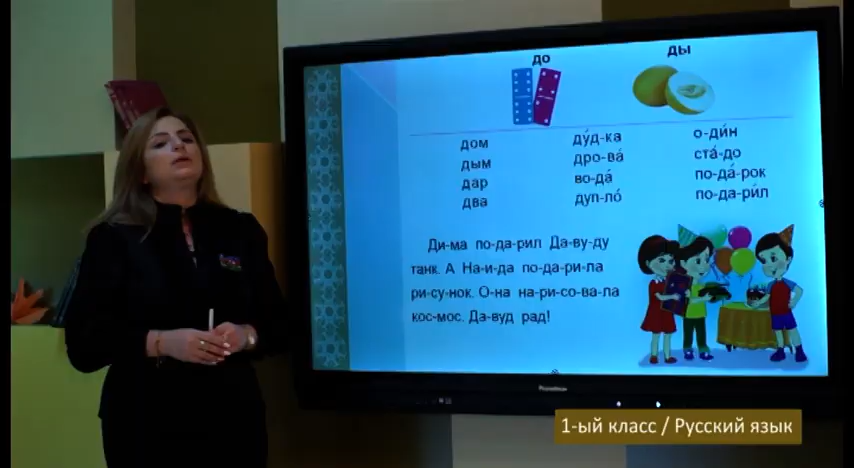 до
ды
дом
ду́д-ка
о-ди́н
дым
дро-ва́
ста́-до
дар
во-да́
по-да́-рок
два
дуп-ло́
по-да-ри́л
Ди-ма по-да-рил Да-ву-ду
танк. А На-и-да по-да-ри-ла
ри-су-нок. О-на на-ри-со-ва-ла
кос-мос. Да-вуд рад!
1-ый класс / Русский язык